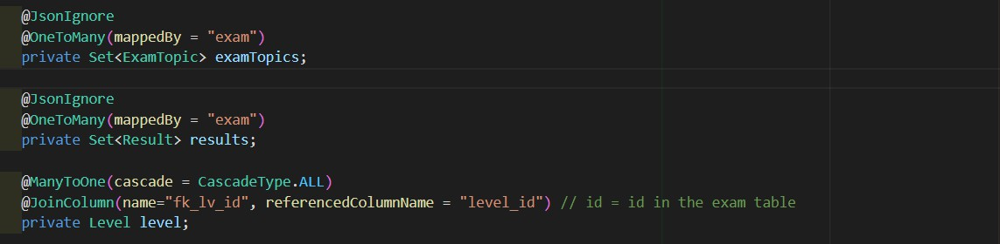 @JsonIgnore
@OneToMany(mappedBy = "exam")
private Set<ExamTopic> examTopics;
@JsonIgnore
@OneToMany(mappedBy = "exam")
private Set<Result> results;
@ManyToOne(cascade = CascadeType.ALL)
@JoinColumn(name="fk_lv_id", referencedColumnName = "level_id") // id = id in the exam table
private Level level;